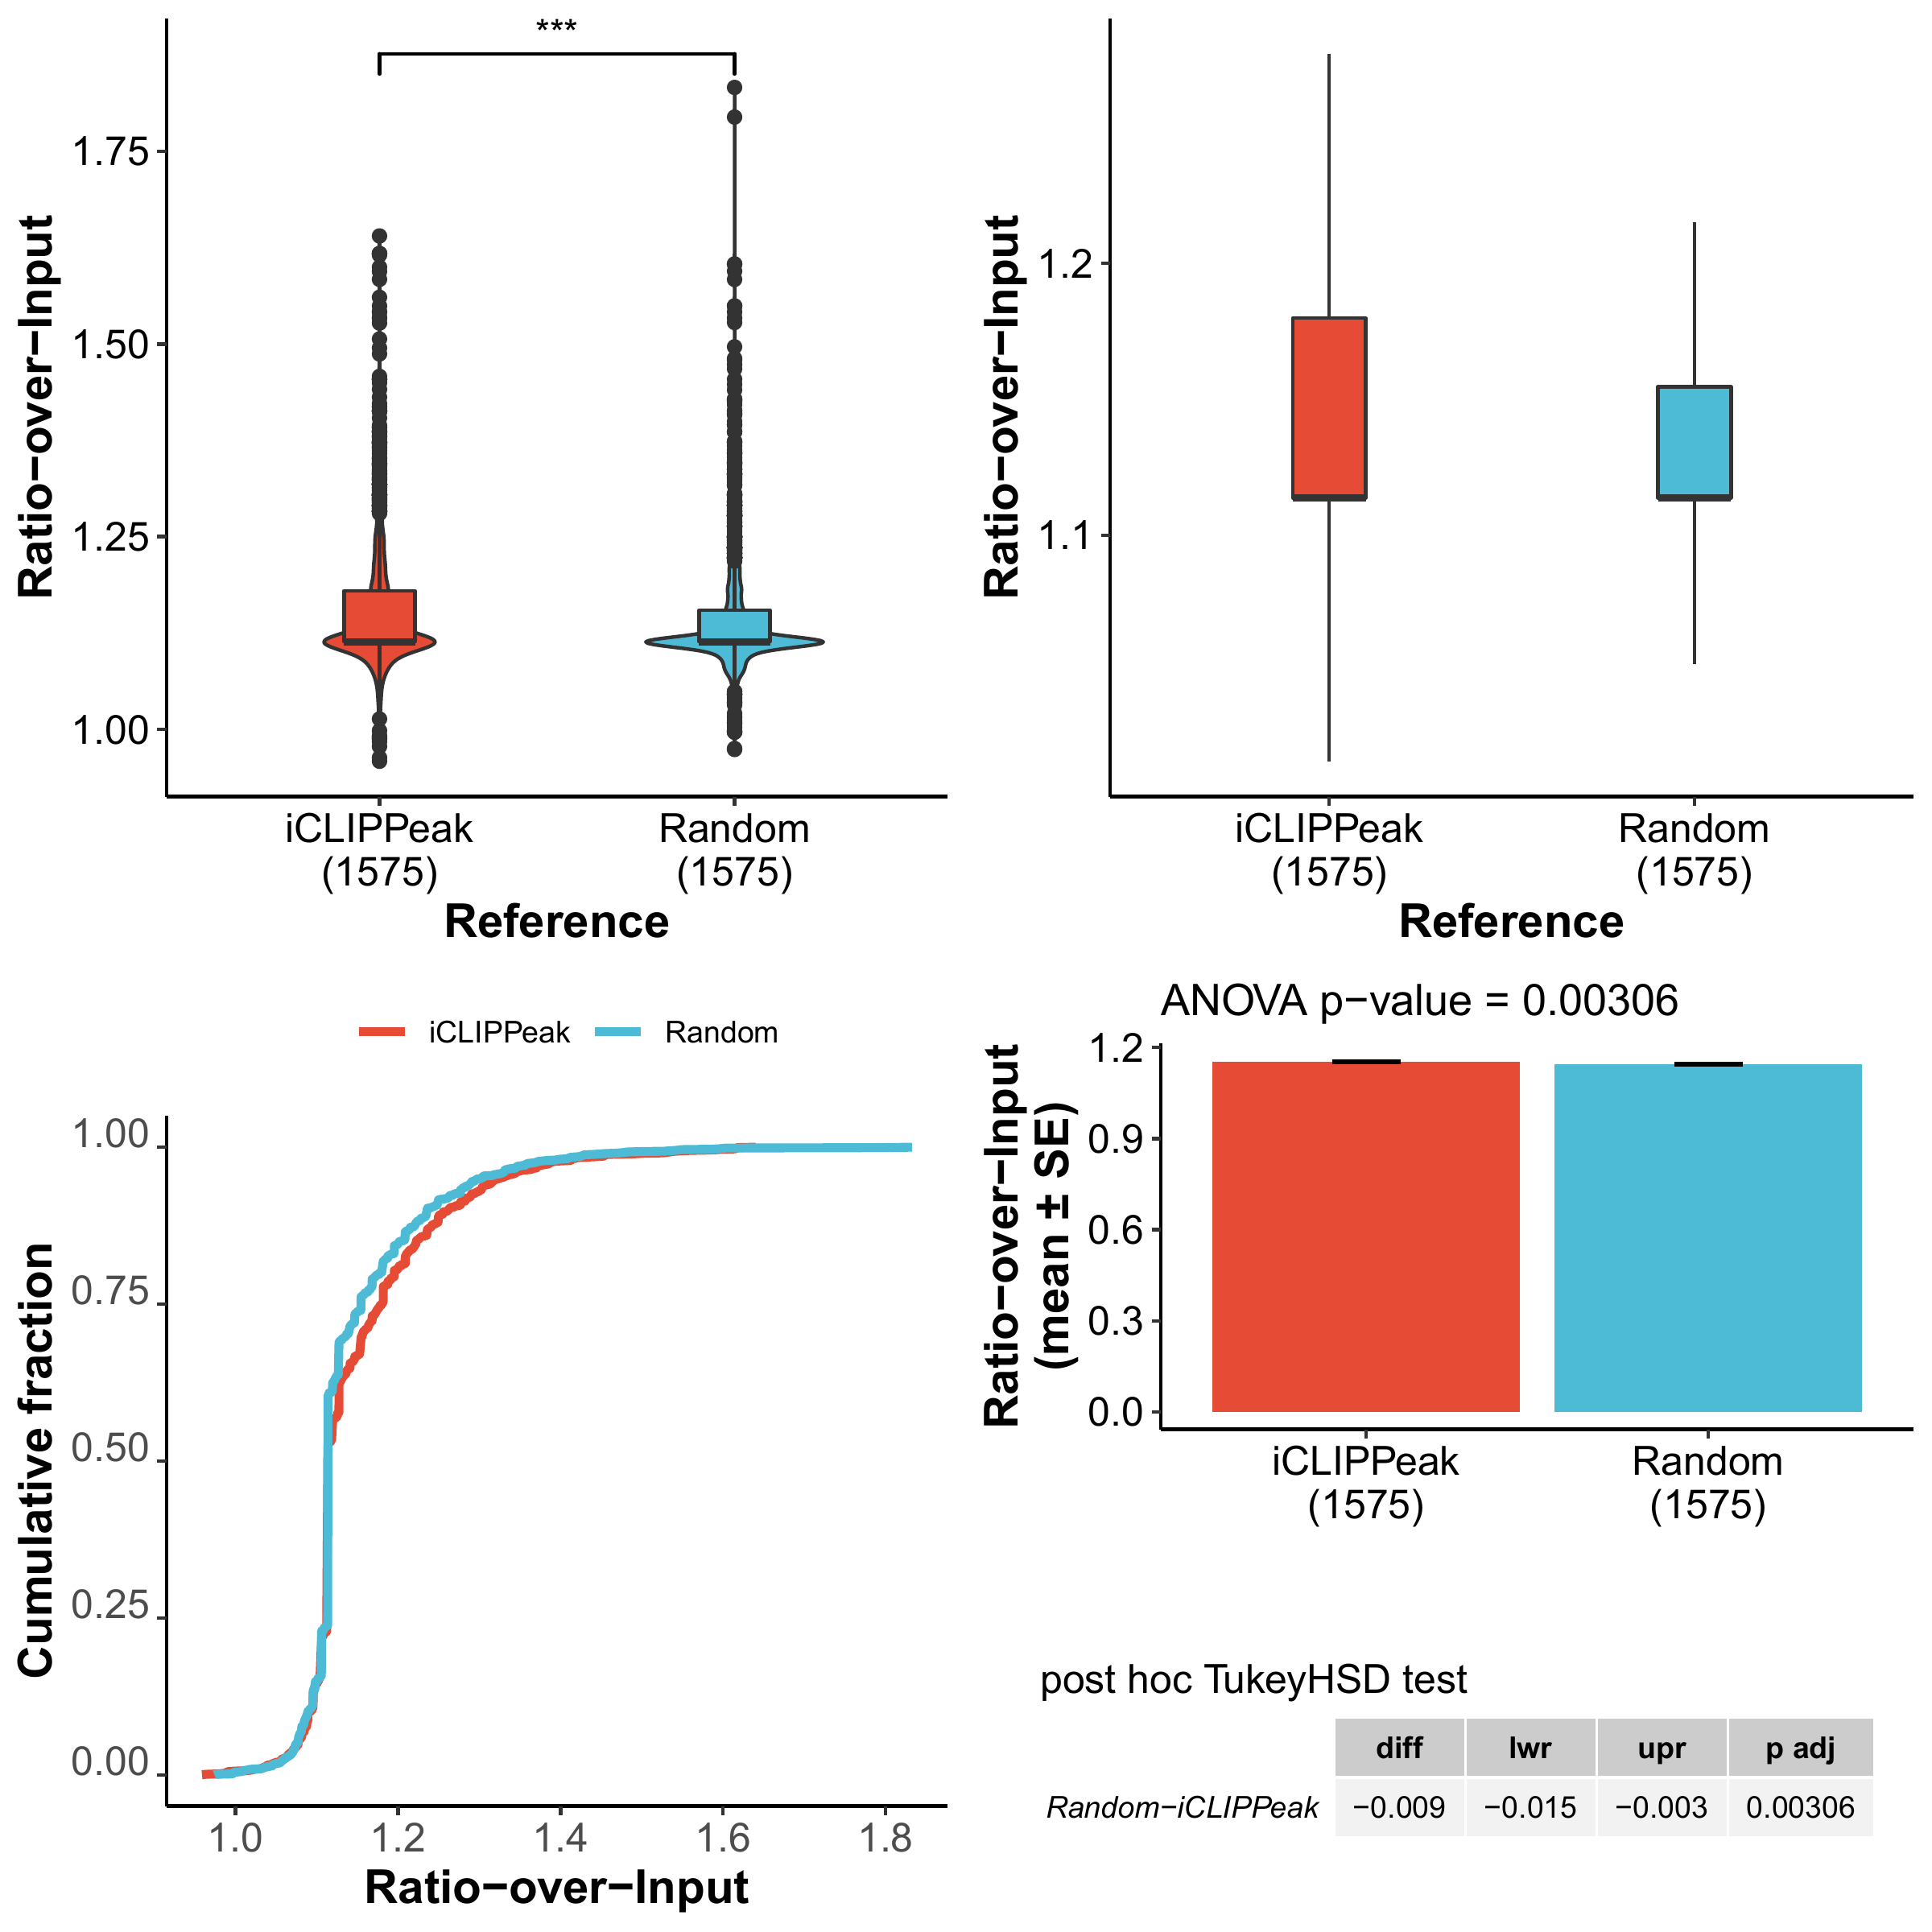 ***
Ratio−over−Input
1.75
1.50
1.25
1.00
iCLIPPeak
(1575)
Random
(1575)
Reference
Ratio−over−Input
1.2
1.1
iCLIPPeak
(1575)
Random
(1575)
Reference
iCLIPPeak
Random
Cumulative fraction
1.00
0.75
0.50
0.25
0.00
1.0 1.2 1.4 1.6 1.8
Ratio−over−Input
ANOVA p−value = 0.00306
Ratio−over−Input
(mean ± SE)
1.2
0.9
0.6
0.3
0.0
iCLIPPeak
(1575)
Random
(1575)
post hoc TukeyHSD test
diff lwr upr p adj
Random−iCLIPPeak −0.009 −0.015 −0.003 0.00306